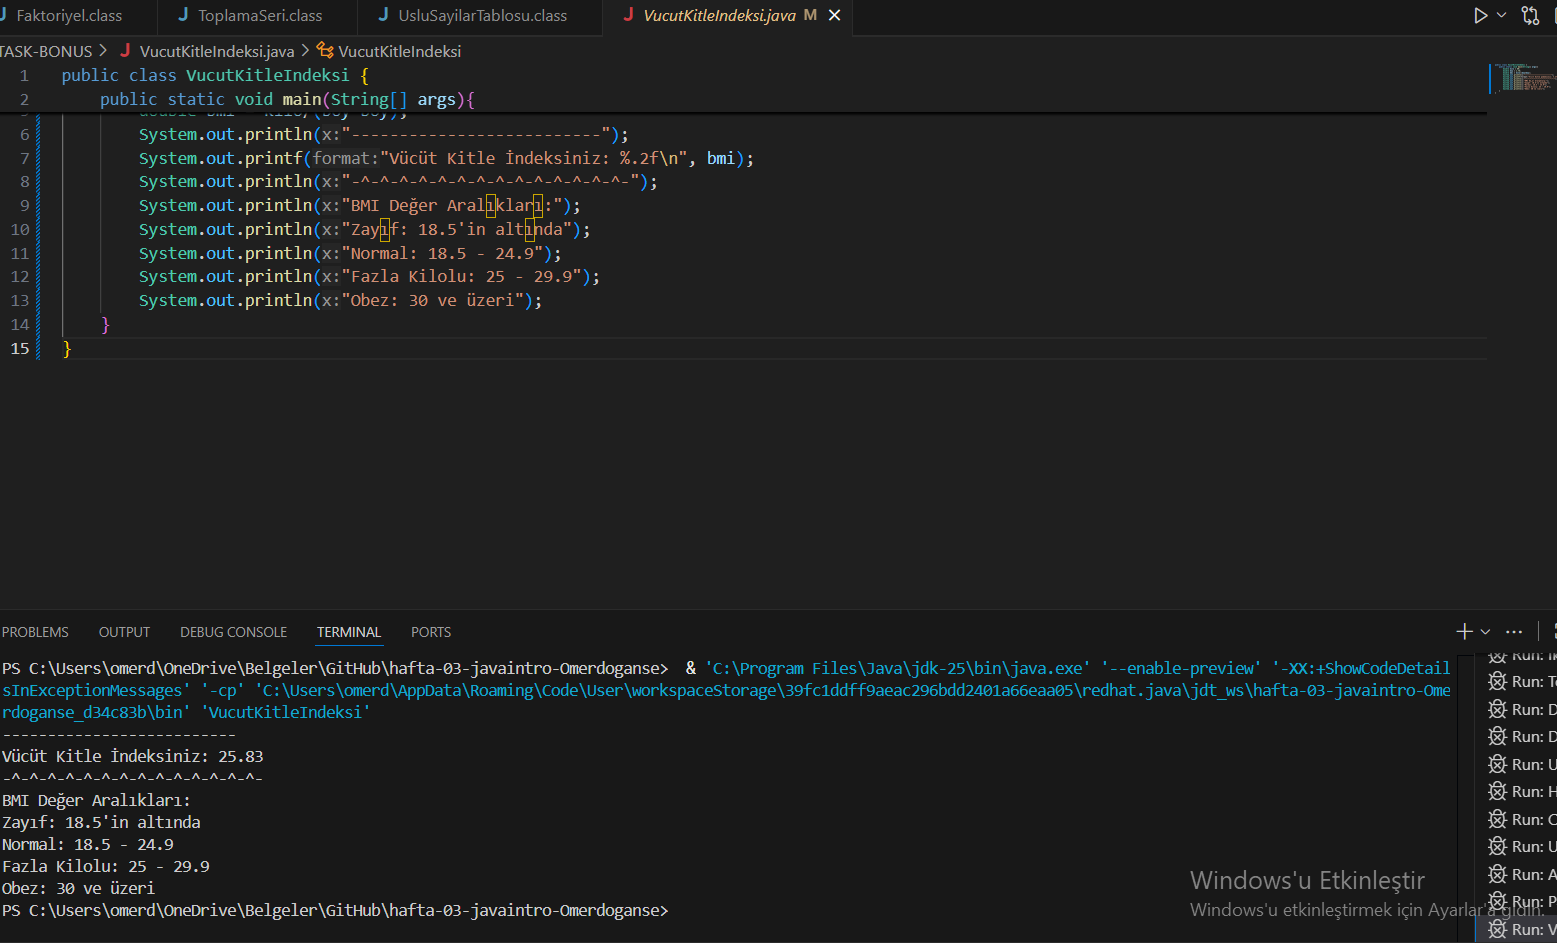 Faktoriyel.class ToplamaSeri.class UsluSayilarTablosu.class VucutKitleIndeksi.java M
TASK-BONUS > VucutKitleIndeksi.java > VucutKitleIndeksi
1 public class VucutKitleIndeksi {
2 public static void main(String[] args){
6 System.out.println(x:"--------------------------");
7 System.out.printf(format:"Vücüt Kitle İndeksiniz: %.2f\n", bmi);
8 System.out.println(x:"-^-^-^-^-^-^-^-^-^-^-^-^-^-^-");
9 System.out.println(x:"BMI Değer Aralıkları:");
10 System.out.println(x:"Zayıf: 18.5'in altında");
11 System.out.println(x:"Normal: 18.5 - 24.9");
12 System.out.println(x:"Fazla Kilolu: 25 - 29.9");
13 System.out.println(x:"Obez: 30 ve üzeri");
14 }
15 }
PROBLEMS OUTPUT DEBUG CONSOLE TERMINAL PORTS
PS C:\Users\omerd\OneDrive\Belgeler\GitHub\hafta-03-javaintro-Omerdoganse> & 'C:\Program Files\Java\jdk-25\bin\java.exe' '--enable-preview' '-XX:+ShowCodeDetail
sInExceptionMessages' '-cp' 'C:\Users\omerd\AppData\Roaming\Code\User\workspaceStorage\39fc1ddff9aeac296bdd2401a66eaa05\redhat.java\jdt_ws\hafta-03-javaintro-Ome
rdoganse_d34c83b\bin' 'VucutKitleIndeksi'
--------------------------
Vücüt Kitle İndeksiniz: 25.83
-^-^-^-^-^-^-^-^-^-^-^-^-^-^-
BMI Değer Aralıkları:
Zayıf: 18.5'in altında
Normal: 18.5 - 24.9
Fazla Kilolu: 25 - 29.9
Obez: 30 ve üzeri
PS C:\Users\omerd\OneDrive\Belgeler\GitHub\hafta-03-javaintro-Omerdoganse>
Run:
Run:
Run: D
Run: D
Run: U
Run: H
Run:
Run: U
Run: A
Run: P
Run: V
Windows'u Etkinleştir
Windows'u etkinleştirmek için Ayarlar'a gidin.